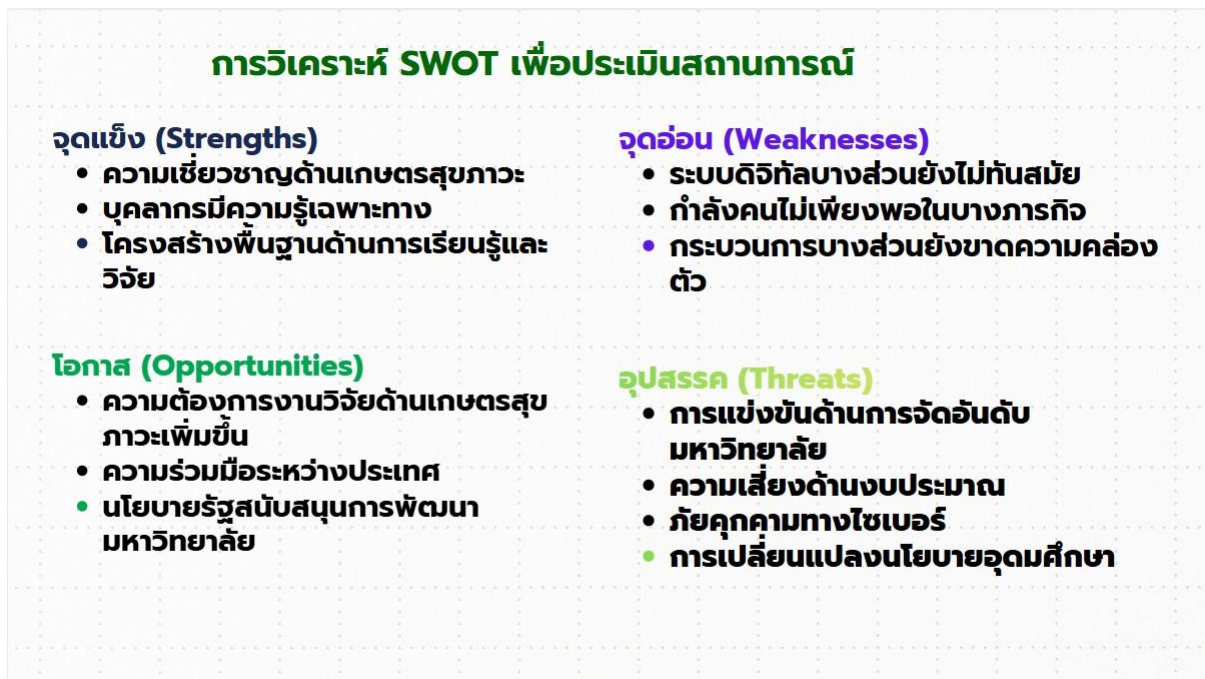 การวิเคราะห์ SWOT เพื่อประเมินสถานการณ์
จุดแข็ง (Strengths)
• ความเชี่ยวชาญด้านเกษตรสุขภาวะ
• บุคลากรมีความรู้เฉพาะทาง
• โครงสร้างพื้นฐานด้านการเรียนรู้และ
วิจัย
จุดอ่อน (Weaknesses)
• ระบบดิจิทัลบางส่วนยังไม่ทันสมัย
• กำลังคนไม่เพียงพอในบางภารกิจ
• กระบวนการบางส่วนยังขาดความคล่อง
ตัว
โอกาส (Opportunities)
• ความต้องการงานวิจัยด้านเกษตรสุข
ภาวะเพิ่มขึ้น
• ความร่วมมือระหว่างประเทศ
• นโยบายรัฐสนับสนุนการพัฒนา
มหาวิทยาลัย
อุปสรรค (Threats)
• การแข่งขันด้านการจัดอันดับ
มหาวิทยาลัย
• ความเสี่ยงด้านงบประมาณ
• ภัยคุกคามทางไซเบอร์
• การเปลี่ยนแปลงนโยบายอุดมศึกษา